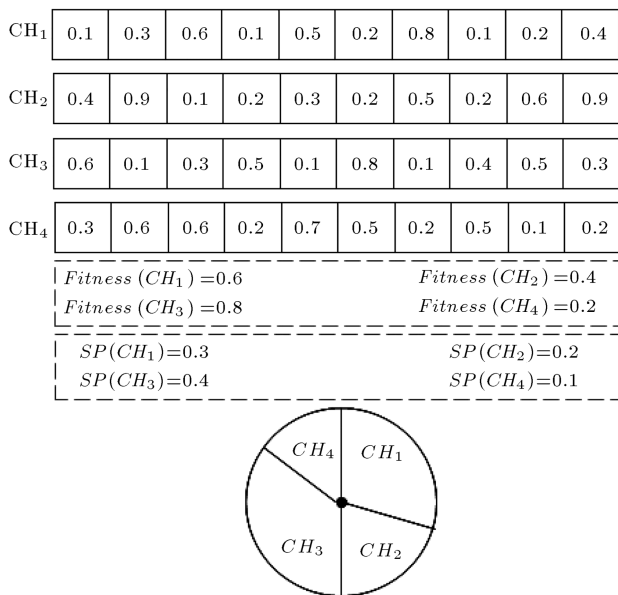 CH1 0.1 0.3 0.6 0.1 0.5 0.2 0.8 0.1 0.2 0.4
CH2 0.4 0.9 0.1 0.2 0.3 0.2 0.5 0.2 0.6 0.9
CH3 0.6 0.1 0.3 0.5 0.1 0.8 0.1 0.4 0.5 0.3
CH4 0.3 0.6 0.6 0.2 0.7 0.5 0.2 0.5 0.1 0.2
Fitness (CH1)=0.6 Fitness (CH2)=0.4
Fitness (CH3)=0.8 Fitness (CH4)=0.2
SP(CH1)=0.3 SP(CH2)=0.2
SP(CH3)=0.4 SP(CH4)=0.1
CH4 CH1
CH3 CH2